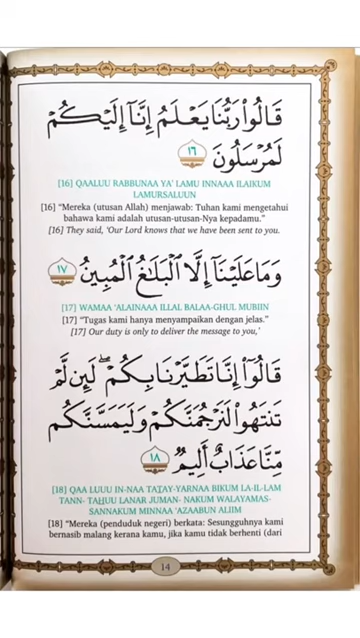 قَالُوا۟ رَبُّنَا يَعْلَمُ إِنَّآ إِلَيْكُمْ
لَمُرْسَلُونَ ١٦
[16] QAALUU RABBUNAA YA' LAMU INNAAA ILAIKUM
LAMURSALUUN
[16] "Mereka (utusan Allah) menjawab: Tuhan kami mengetahui
bahawa kami adalah utusan-utusan-Nya kepadamu."
[16] They said, 'Our Lord knows that we have been sent to you.
وَمَا عَلَيْنَآ إِلَّا ٱلْبَلَٰغُ ٱلْمُبِينُ ١٧
[17] WAMAA 'ALAINAAA ILLAL BALAA-GHUL MUBIIN
[17] "Tugas kami hanya menyampaikan dengan jelas."
[17] Our duty is only to deliver the message to you,'
قَالُوٓا۟ إِنَّا تَطَيَّرْنَا بِكُمْ ۖ لَئِن لَّمْ
تَنتَهُوا۟ لَنَرْجُمَنَّكُمْ وَلَيَمَسَّنَّكُم
مِّنَّا عَذَابٌ أَلِيمٌ ١٨
[18] QAA LUUU IN-NAA TATAY-YARNAA BIKUM LA-IL-LAM
TANN- TAHUU LANAR JUMAN- NAKUM WALAYAMAS-
SANNAKUM MINNAA 'AZAABUN ALIIM
[18] "Mereka (penduduk negeri) berkata: Sesungguhnya kami
bernasib malang kerana kamu, jika kamu tidak berhenti (dari
14